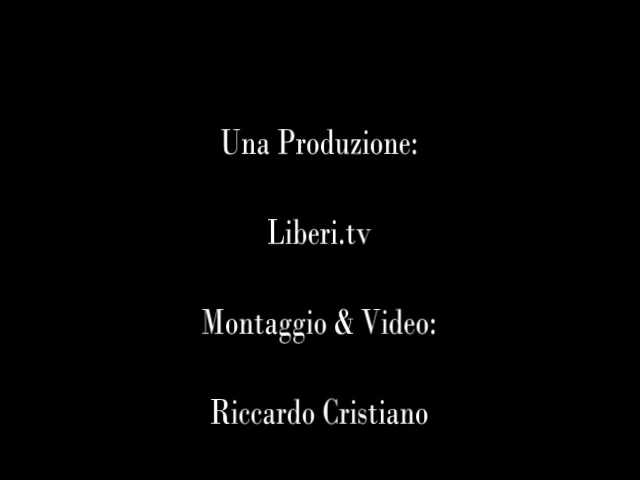 Una Produzione:
Liberi.tv
Montaggio & Video:
Riccardo Cristiano